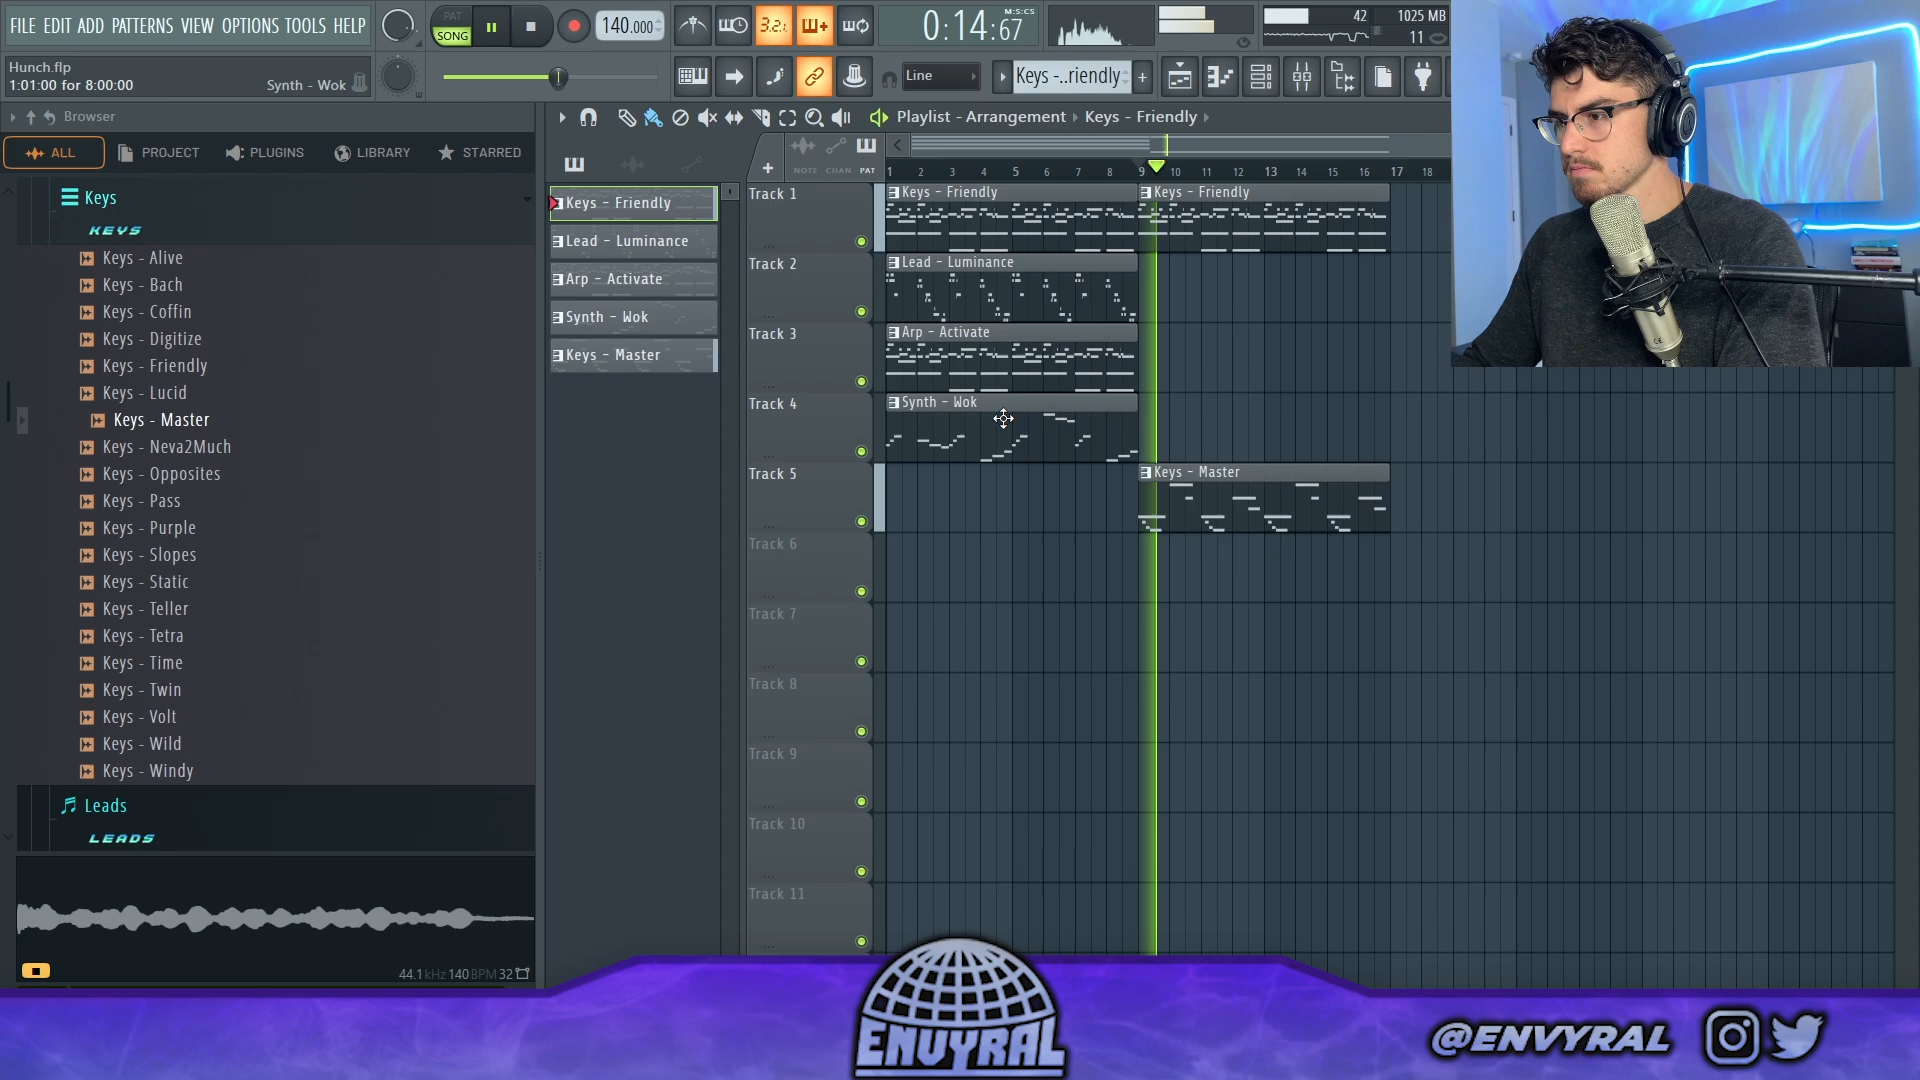 FILE EDIT ADD PATTERNS VIEW OPTIONS TOOLS HELP
PAT
SONG
140.000
3.2.1
0:14:67
M:S:CS
42
1025 MB
11
Hunch.flp
1:01:00 for 8:00:00
Synth - Wok
Line
Keys -..riendly
Browser
ALL
PROJECT
PLUGINS
LIBRARY
STARRED
Keys
KEYS
Keys - Alive
Keys - Bach
Keys - Coffin
Keys - Digitize
Keys - Friendly
Keys - Lucid
Keys - Master
Keys - Neva2Much
Keys - Opposites
Keys - Pass
Keys - Purple
Keys - Slopes
Keys - Static
Keys - Teller
Keys - Tetra
Keys - Time
Keys - Twin
Keys - Volt
Keys - Wild
Keys - Windy
Leads
LEADS
44.1kHz 140 BPM 32
Playlist - Arrangement Keys - Friendly
NOTE CHAN PAT
1 2 3 4 5 6 7 8 9 10 11 12 13 14 15 16 17 18
Keys - Friendly
Lead - Luminance
Arp - Activate
Synth - Wok
Keys - Master
Track 1
Keys - Friendly
Keys - Friendly
Track 2
Lead - Luminance
Track 3
Arp - Activate
Track 4
Synth - Wok
Track 5
Keys - Master
Track 6
Track 7
Track 8
Track 9
Track 10
Track 11
ENVYRAL
@ENVYRAL